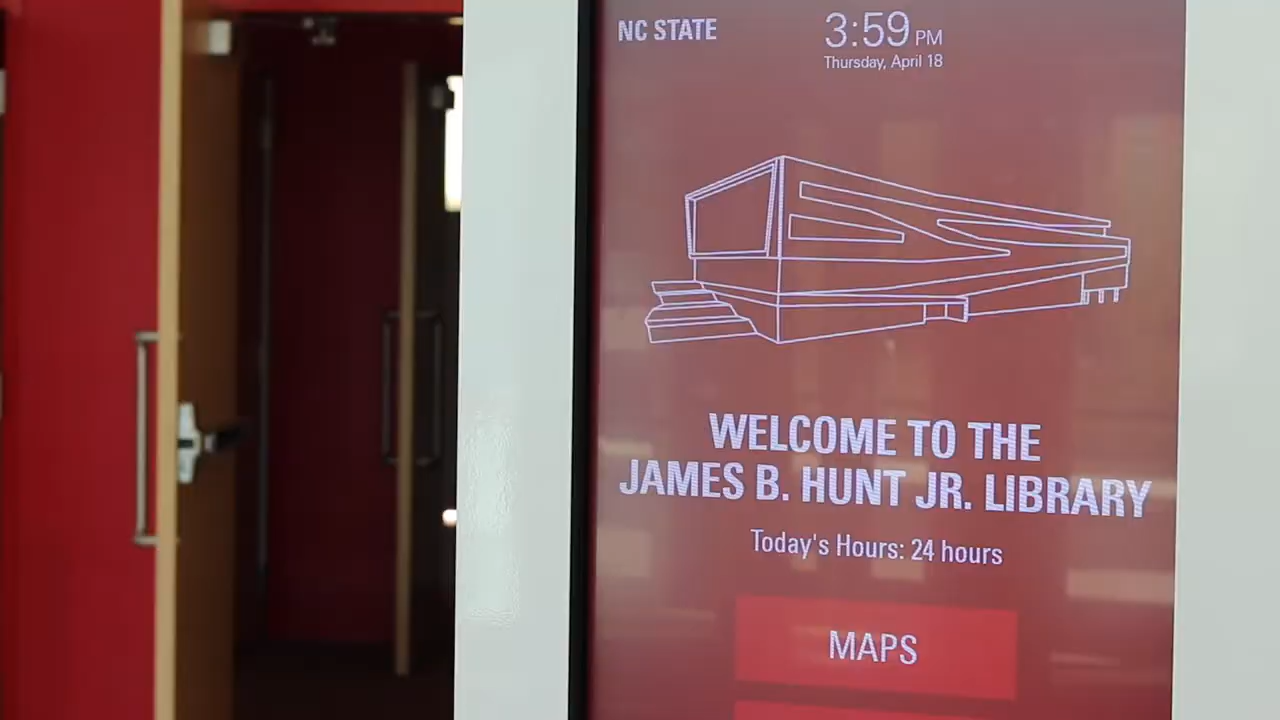 NC STATE
3:59 PM
Thursday, April 18
WELCOME TO THE
JAMES B. HUNT JR. LIBRARY
Today's Hours: 24 hours
MAPS